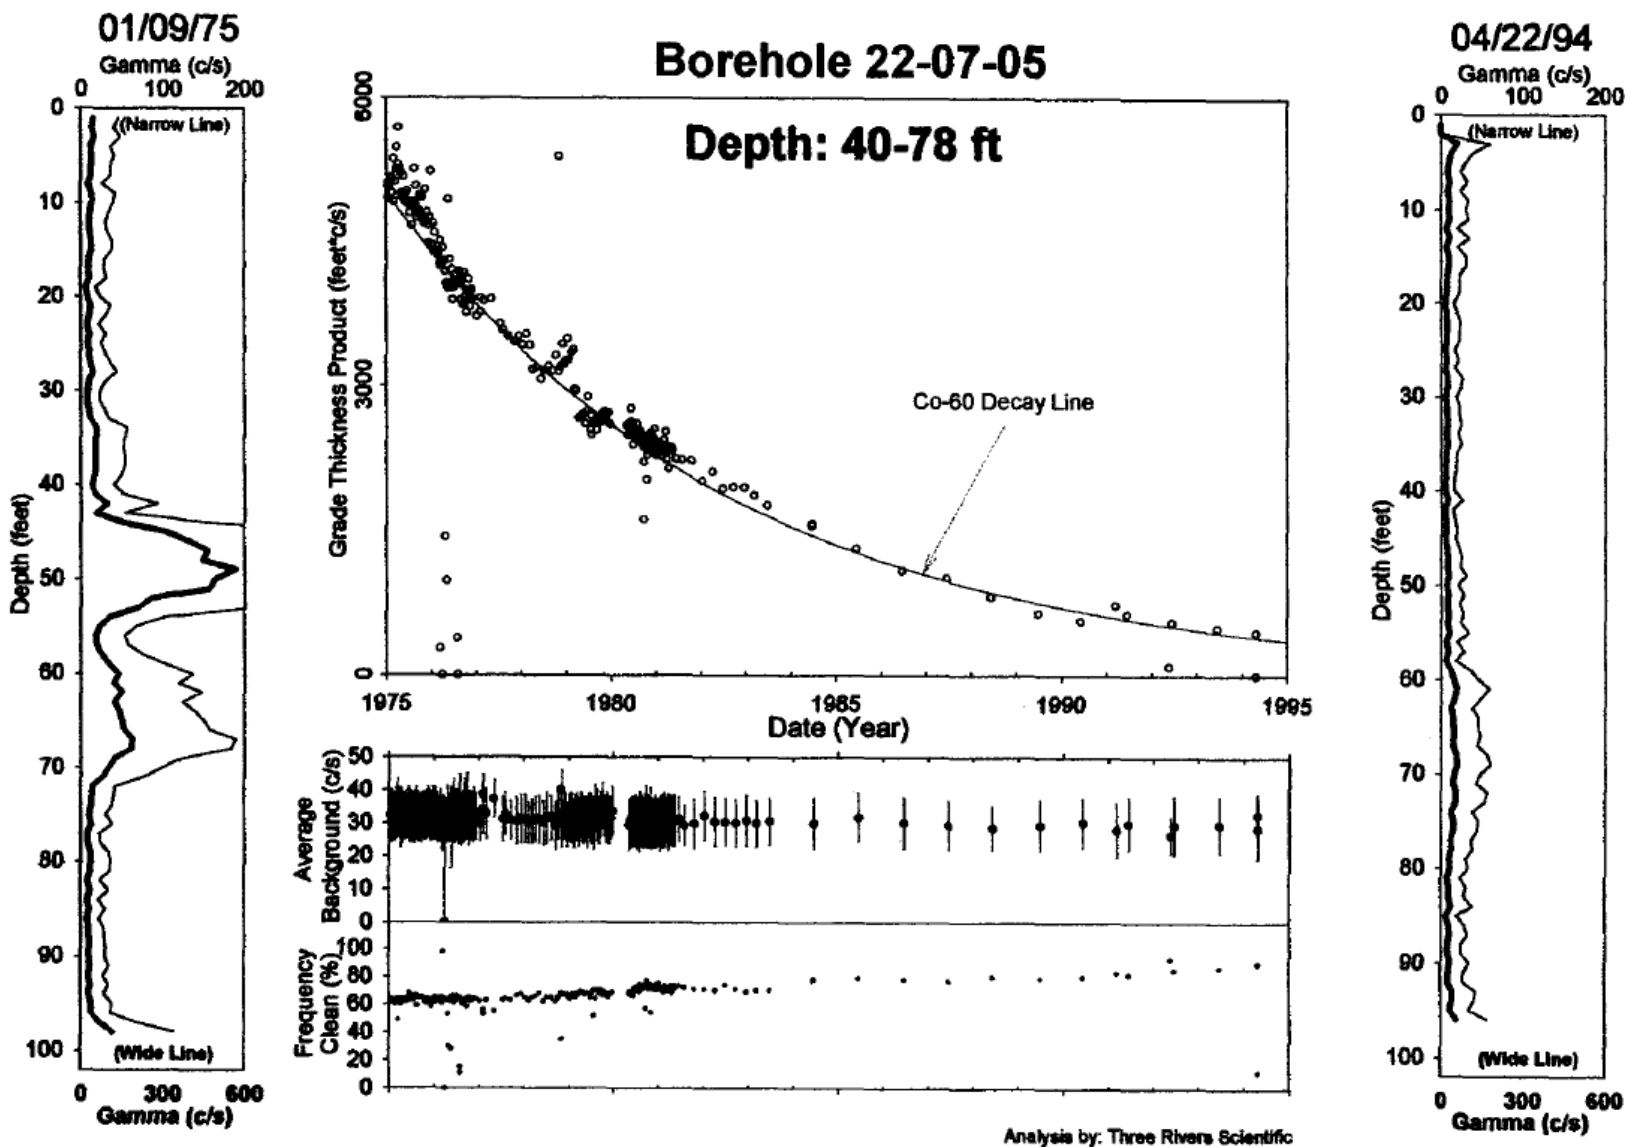 01/09/75
Gamma (c/s)
0 100 200
(Narrow Line)
0
10
20
30
40
50
60
70
80
90
100
Depth (feet)
(Wide Line)
0 300 600
Gamma (c/s)
Borehole 22-07-05
Depth: 40-78 ft
6000
3000
0
Grade Thickness Product (feet*c/s)
Co-60 Decay Line
1975 1980 1985 1990 1995
Date (Year)
50
40
30
20
10
0
Average
Background (c/s)
100
80
60
40
20
0
Frequency
Clean (%)
Analysis by: Three Rivers Scientific
04/22/94
Gamma (c/s)
0 100 200
(Narrow Line)
0
10
20
30
40
50
60
70
80
90
100
Depth (feet)
(Wide Line)
0 300 600
Gamma (c/s)